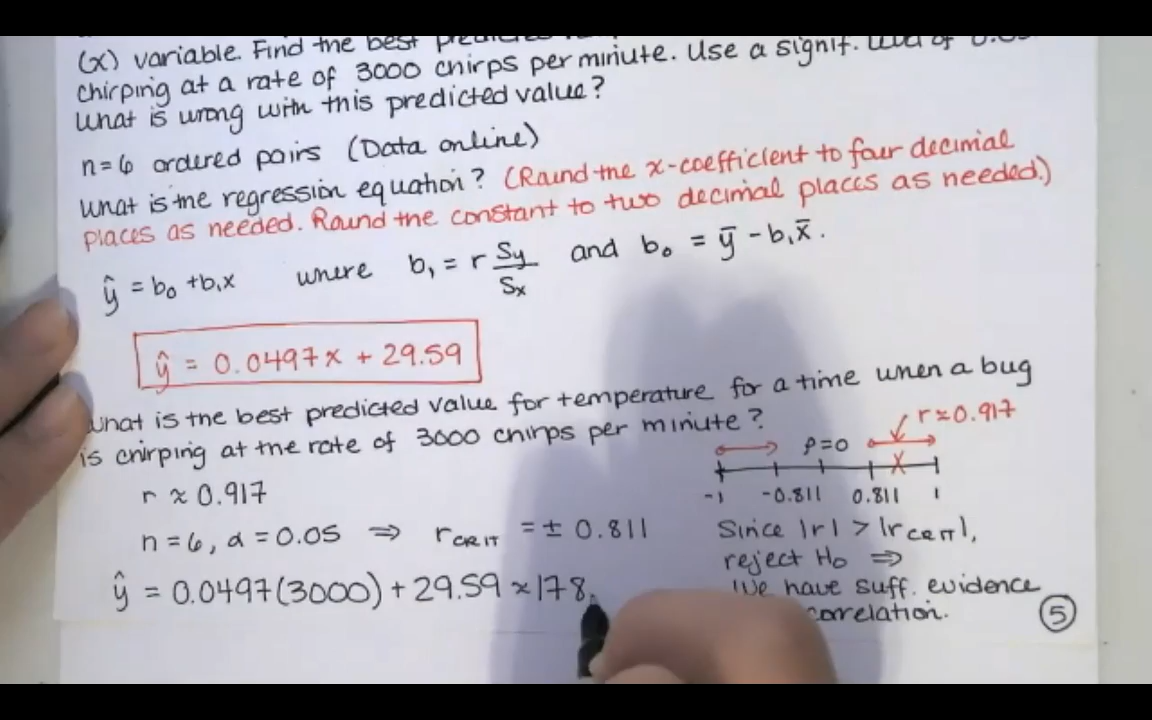 (x) variable. Find the best
chirping at a rate of 3000 chirps per minute. Use a signif. level of
What is wrong with this predicted value?
n=6 ordered pairs (Data online)
What is the regression equation? (Round the x-coefficient to four decimal
places as needed. Round the constant to two decimal places as needed.)
ŷ = b₀ + b₁x where b₁ = r Sy/Sx and b₀ = ȳ - b₁x̄.
ŷ = 0.0497x + 29.59
What is the best predicted value for temperature for a time when a bug
is chirping at the rate of 3000 chirps per minute?
r ≈ 0.917
ρ=0
-1 -0.811 0.811 1
r ≈ 0.917
n=6, α=0.05 ⇒ rCRIT = ± 0.811
Since |r| > |rCRIT|,
reject H₀ ⇒
We have suff. evidence
correlation.
ŷ = 0.0497(3000) + 29.59 ≈ 178.
5